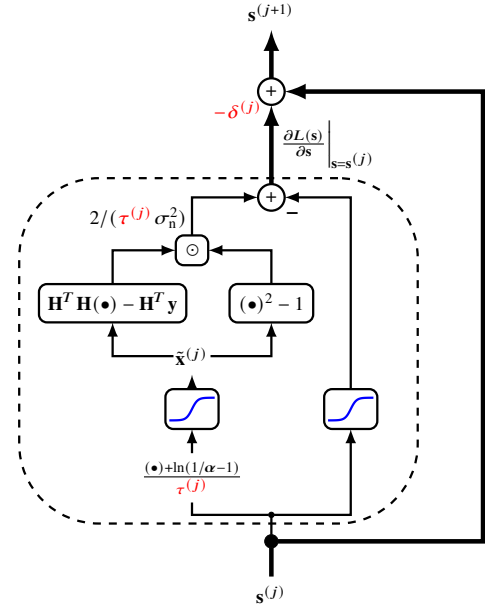 s^(j+1)
+
−δ^(j)
∂L(s)/∂s |_{s=s^(j)}
+
−
2/(τ^(j) σ_n^2)
⊙
H^T H(•) − H^T y
(•)^2 − 1
x̃^(j)
(•)+ln(1/α−1)
τ^(j)
s^(j)